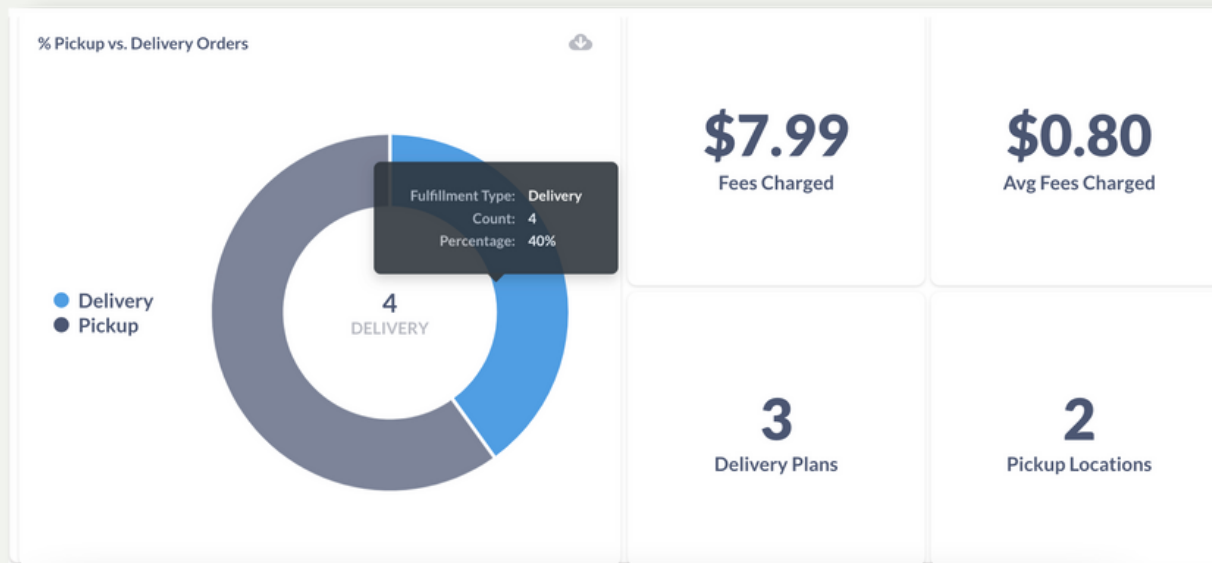 % Pickup vs. Delivery Orders
Fulfillment Type: Delivery
Count: 4
Percentage: 40%
4
DELIVERY
Delivery
Pickup
$7.99
Fees Charged
$0.80
Avg Fees Charged
3
Delivery Plans
2
Pickup Locations